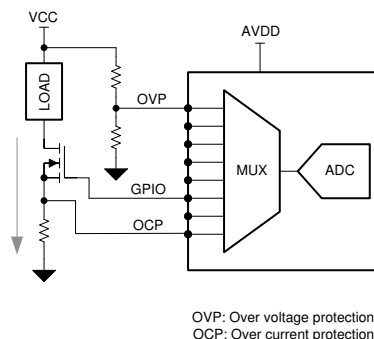 VCC
AVDD
LOAD
OVP
MUX
ADC
GPIO
OCP
OVP: Over voltage protection
OCP: Over current protection